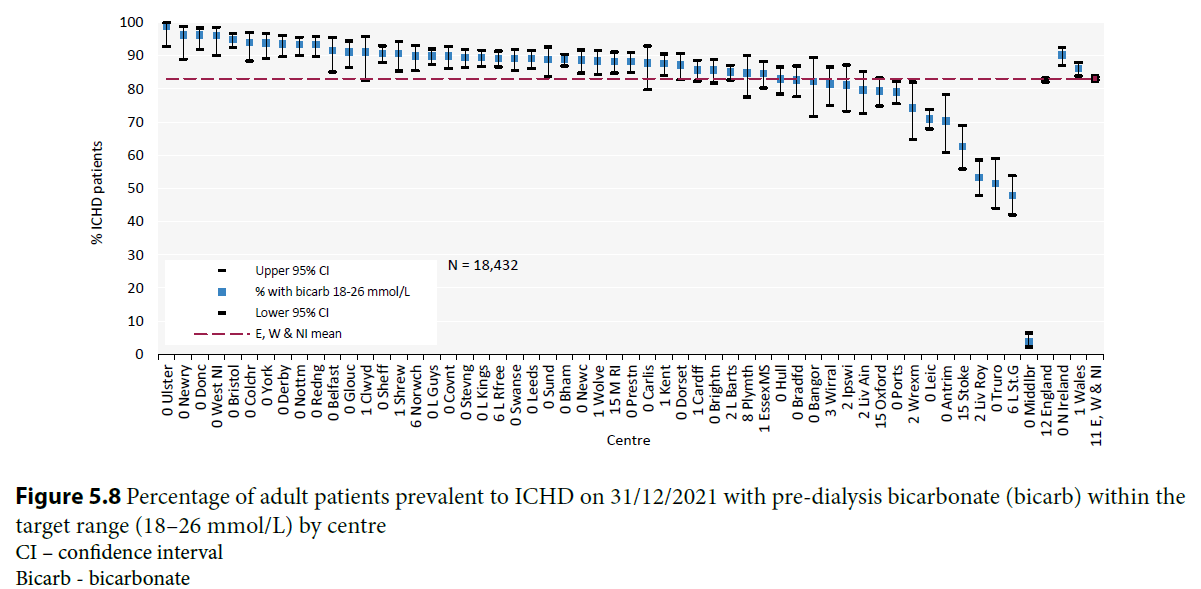 100
90
80
70
60
50
40
30
20
10
0
% ICHD patients
N = 18,432
Upper 95% CI
% with bicarb 18-26 mmol/L
Lower 95% CI
E, W & NI mean
0 Ulster
0 Newry
0 Donc
0 West NI
0 Bristol
0 Colchr
0 York
0 Derby
0 Nottm
0 Redng
0 Belfast
0 Glouc
1 Clwyd
0 Sheff
1 Shrew
6 Norwch
0 L Guys
0 Covnt
0 Stevng
0 L Kings
6 L Rfree
0 Swanse
0 Leeds
0 Sund
0 Bham
0 Newc
1 Wolve
15 M RI
0 Prestn
0 Carlis
1 Kent
0 Dorset
1 Cardff
0 Brightn
2 L Barts
8 Plymth
1 EssexMS
0 Hull
0 Bradfd
0 Bangor
3 Wirral
2 Ipswi
2 Liv Ain
15 Oxford
0 Ports
2 Wrexm
0 Leic
0 Antrim
15 Stoke
2 Liv Roy
0 Truro
6 L St.G
0 Middlbr
12 England
0 N Ireland
1 Wales
11 E, W & NI
Centre
Figure 5.8 Percentage of adult patients prevalent to ICHD on 31/12/2021 with pre-dialysis bicarbonate (bicarb) within the
target range (18–26 mmol/L) by centre
CI – confidence interval
Bicarb - bicarbonate